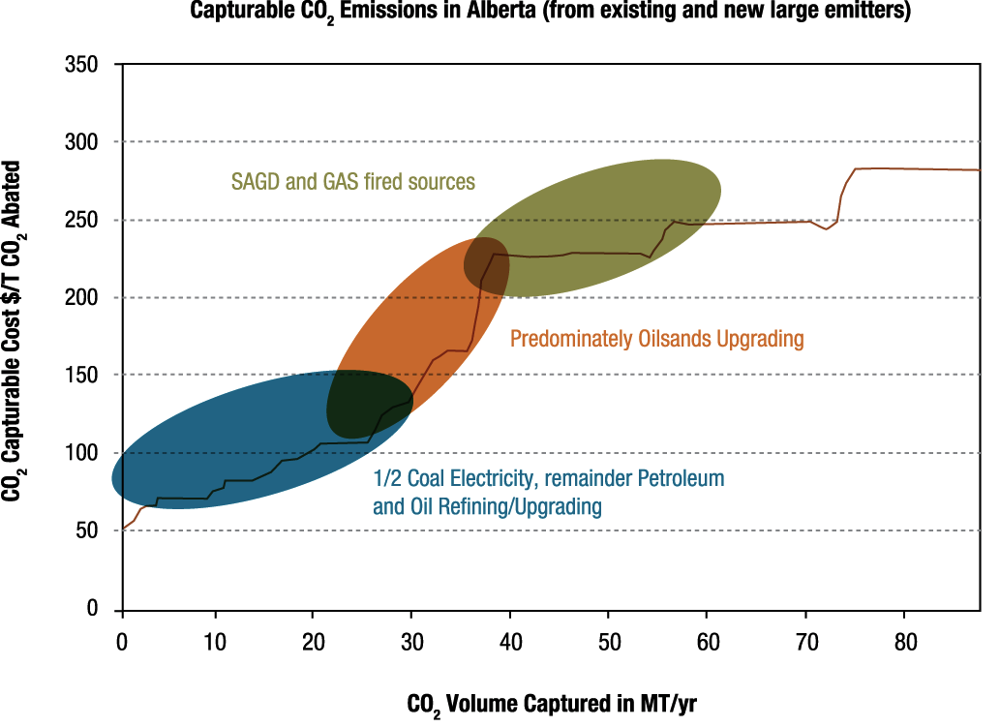 Capturable CO₂ Emissions in Alberta (from existing and new large emitters)
CO₂ Capturable Cost $/T CO₂ Abated
350
300
250
200
150
100
50
0
SAGD and GAS fired sources
Predominately Oilsands Upgrading
1/2 Coal Electricity, remainder Petroleum
and Oil Refining/Upgrading
0 10 20 30 40 50 60 70 80
CO₂ Volume Captured in MT/yr